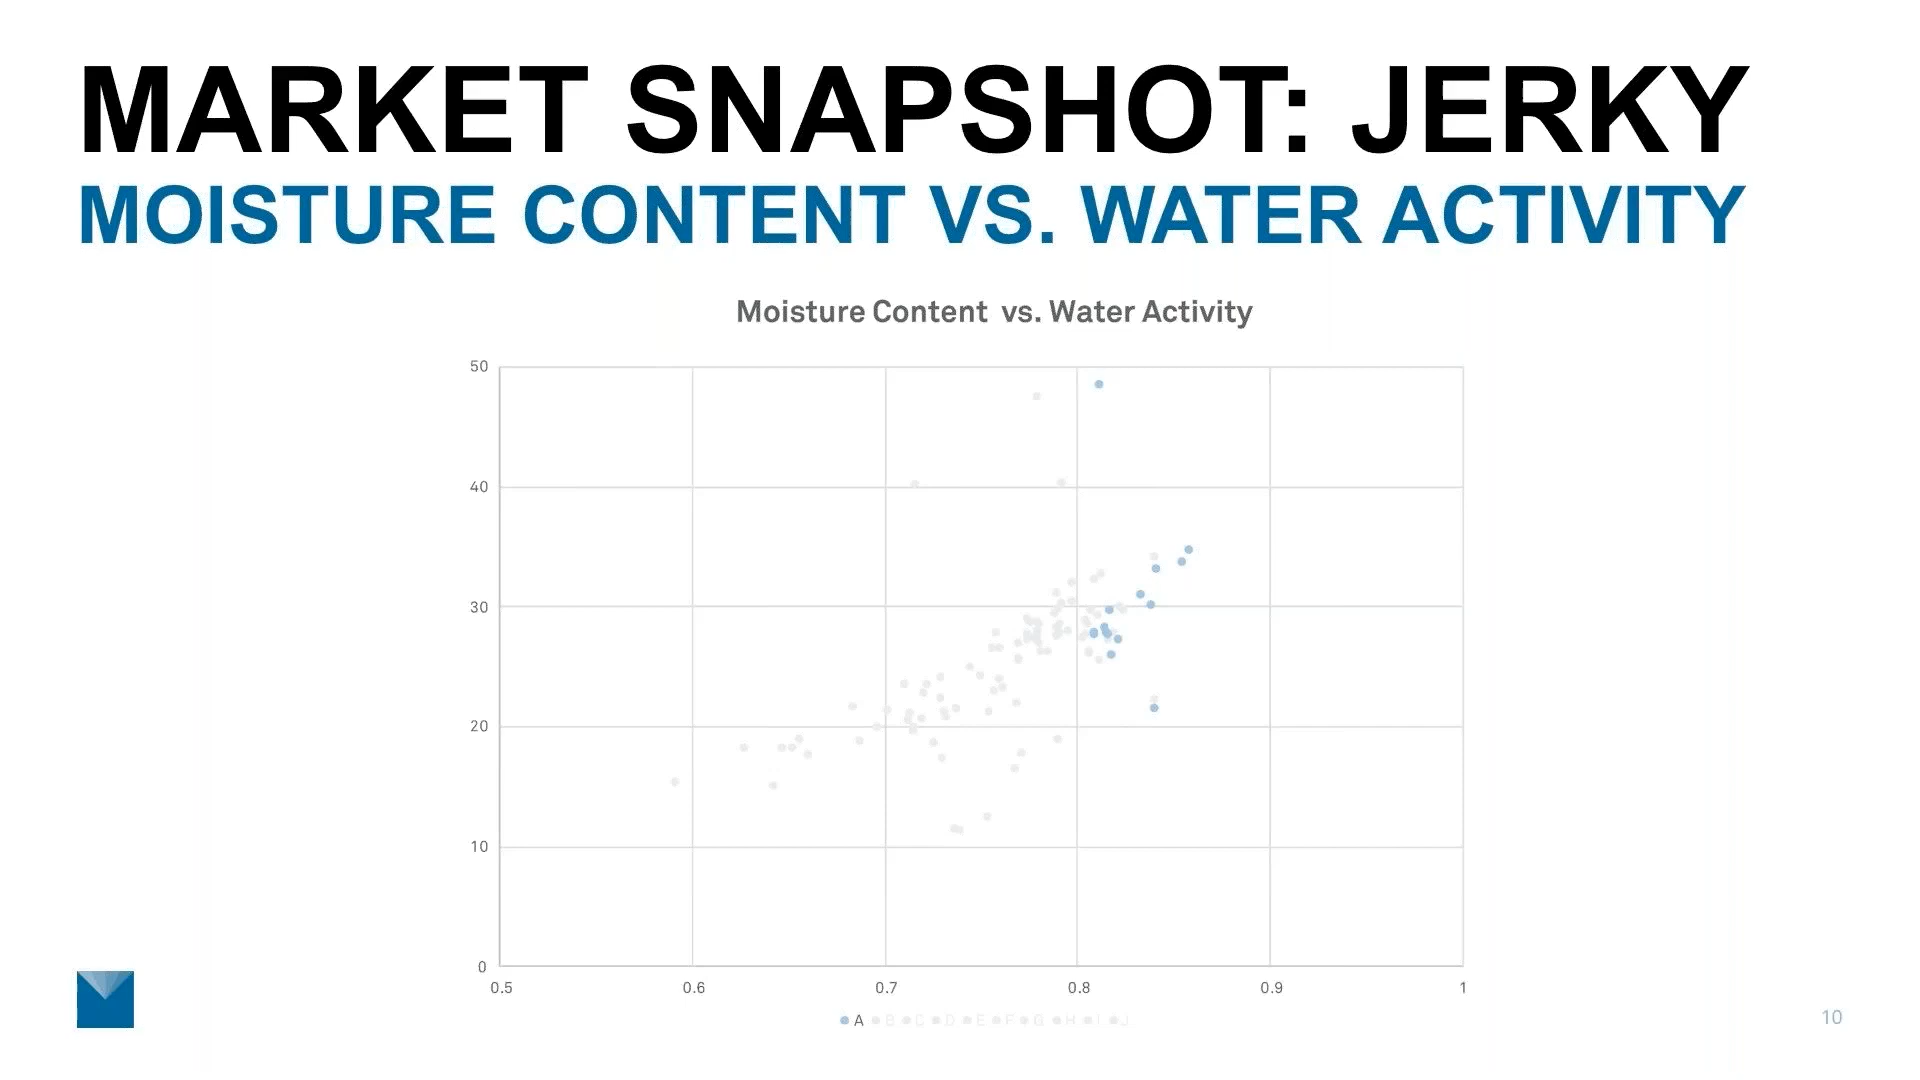 MARKET SNAPSHOT: JERKY
MOISTURE CONTENT VS. WATER ACTIVITY
Moisture Content vs. Water Activity
50
40
30
20
10
0
0.5 0.6 0.7 0.8 0.9 1
A B C D E F G H I J
10